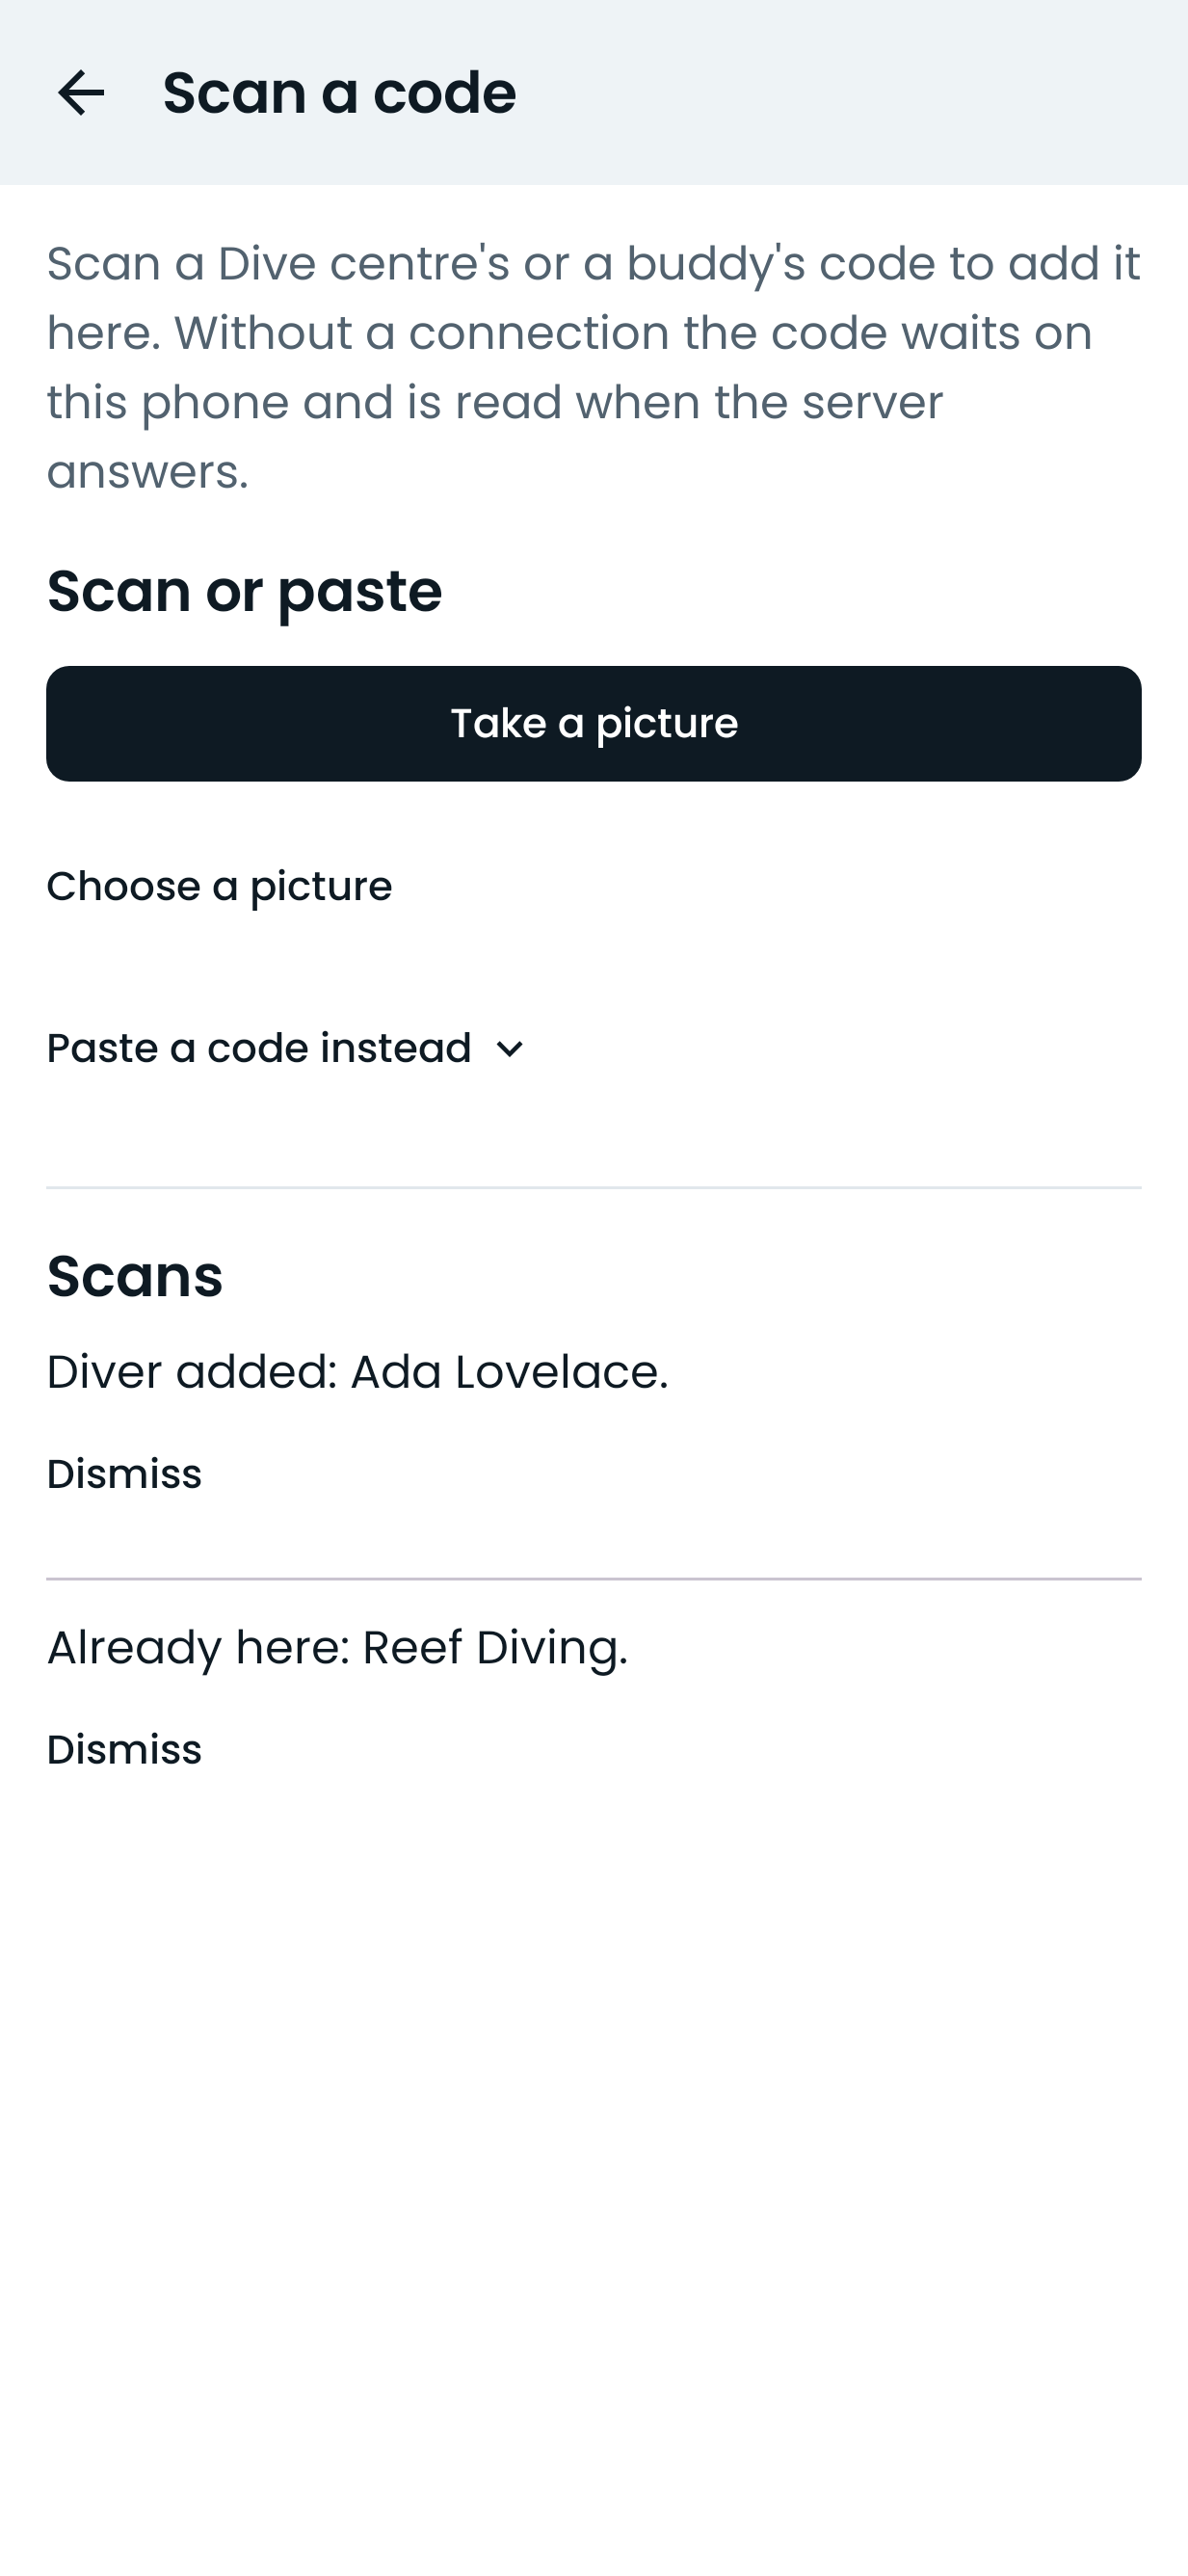 Scan a code
Scan a Dive centre's or a buddy's code to add it
here. Without a connection the code waits on
this phone and is read when the server
answers.
Scan or paste
Take a picture
Choose a picture
Paste a code instead
Scans
Diver added: Ada Lovelace.
Dismiss
Already here: Reef Diving.
Dismiss